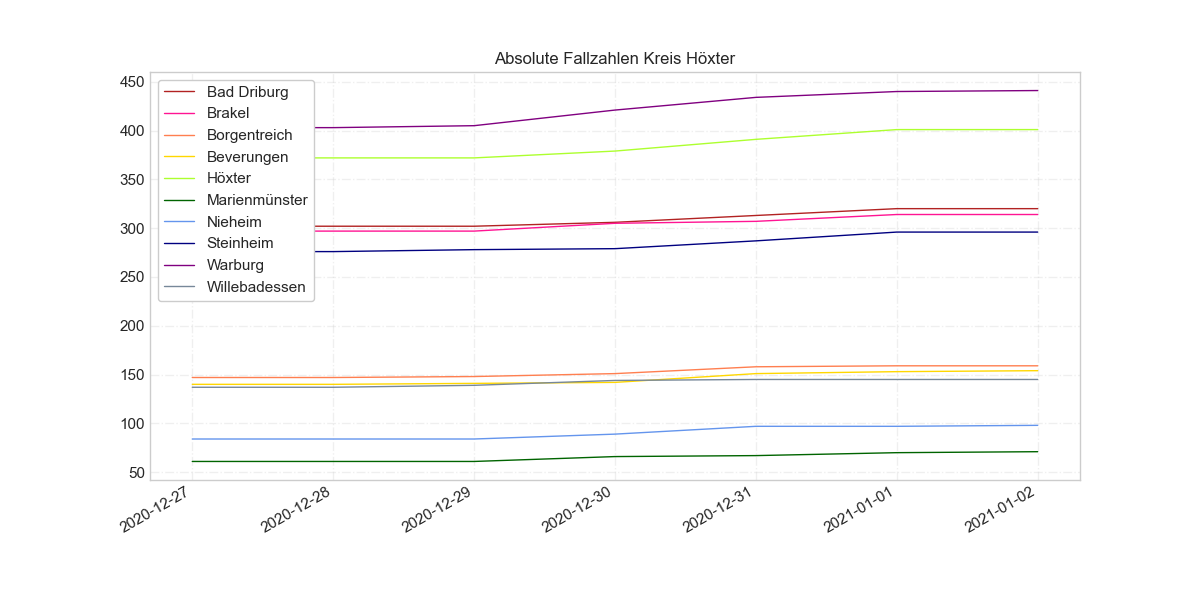 Absolute Fallzahlen Kreis Höxter
450
400
350
300
250
200
150
100
50
Bad Driburg
Brakel
Borgentreich
Beverungen
Höxter
Marienmünster
Nieheim
Steinheim
Warburg
Willebadessen
2020-12-27
2020-12-28
2020-12-29
2020-12-30
2020-12-31
2021-01-01
2021-01-02